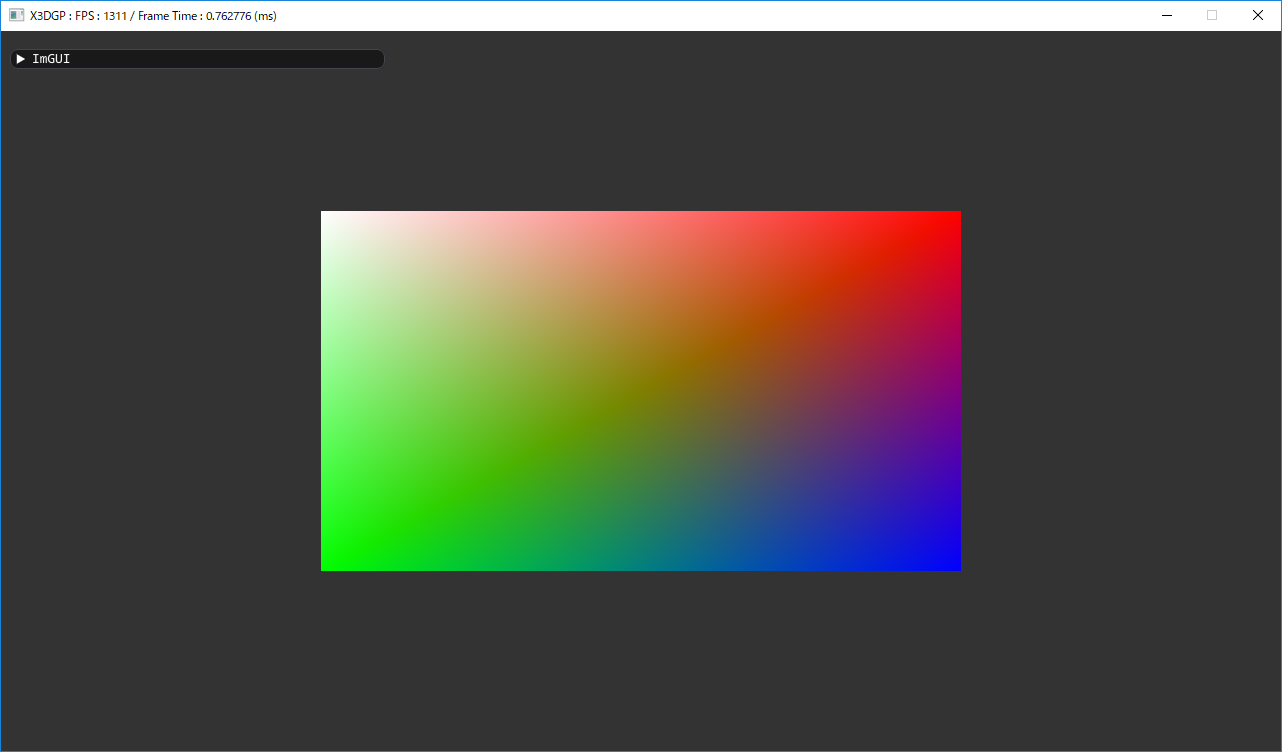 X3DGP : FPS : 1311 / Frame Time : 0.762776 (ms)
ImGUI